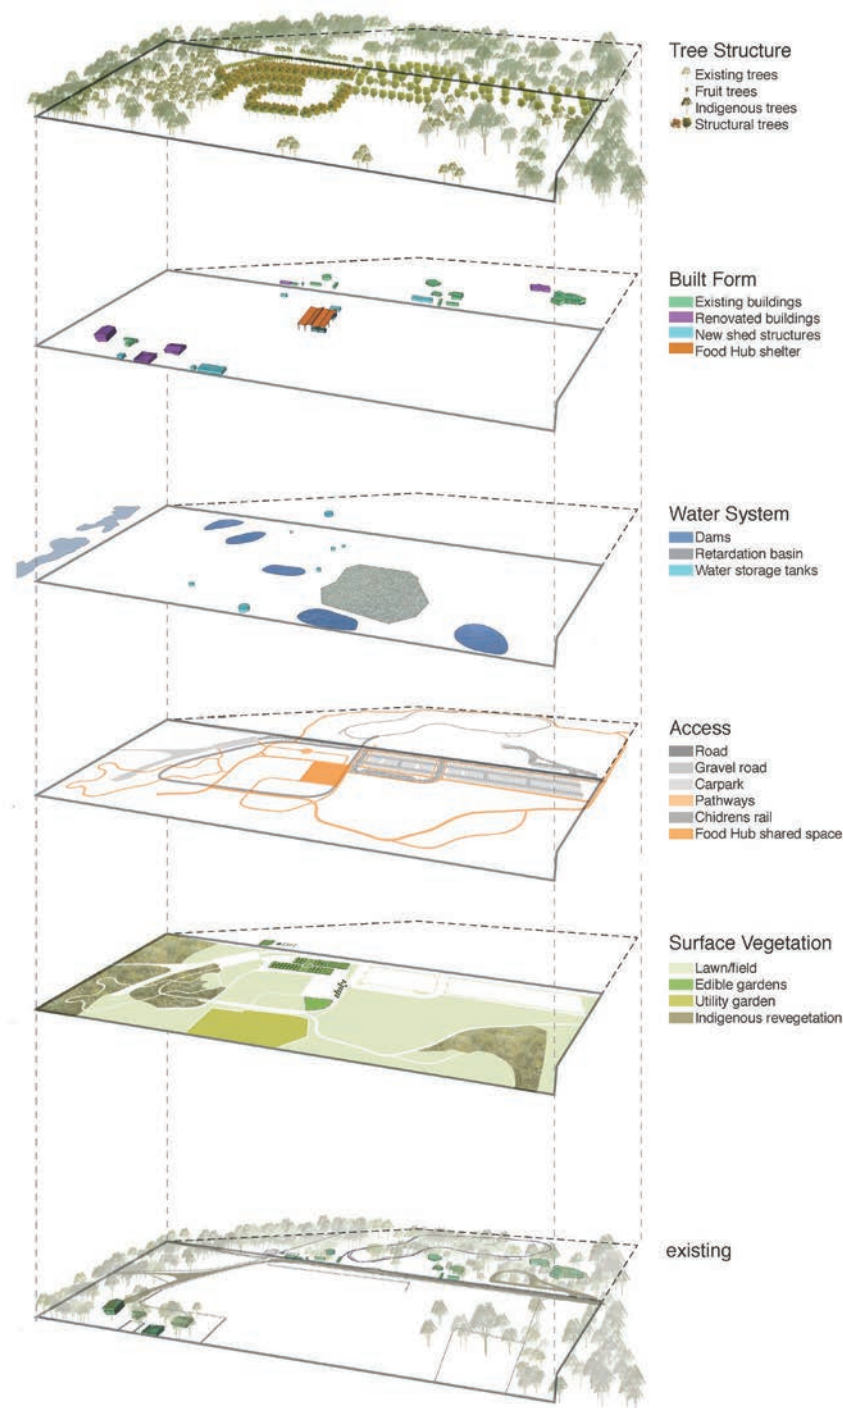 Tree Structure
Existing trees
Fruit trees
Indigenous trees
Structural trees
Built Form
Existing buildings
Renovated buildings
New shed structures
Food Hub shelter
Water System
Dams
Retardation basin
Water storage tanks
Access
Road
Gravel road
Carpark
Pathways
Chidrens rail
Food Hub shared space
Surface Vegetation
Lawn/field
Edible gardens
Utility garden
Indigenous revegetation
existing